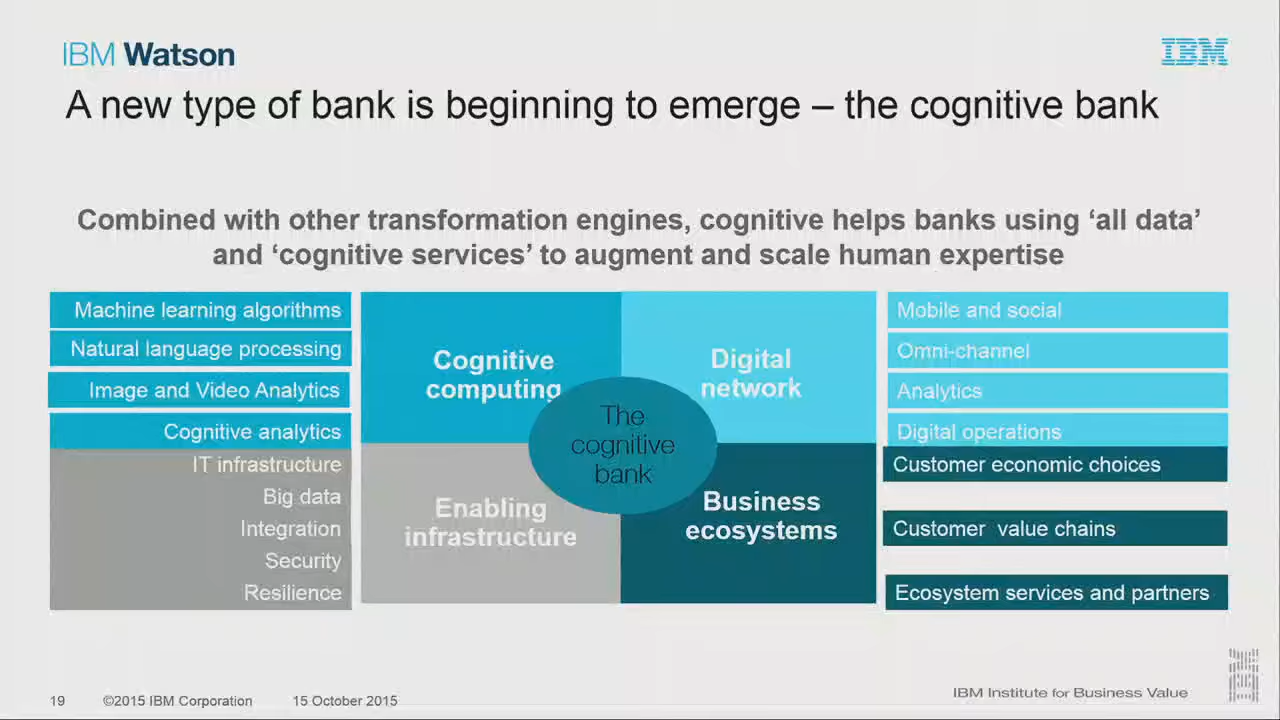 IBM Watson
IBM
A new type of bank is beginning to emerge – the cognitive bank
Combined with other transformation engines, cognitive helps banks using ‘all data’
and ‘cognitive services’ to augment and scale human expertise
Machine learning algorithms
Natural language processing
Image and Video Analytics
Cognitive analytics
IT infrastructure
Big data
Integration
Security
Resilience
Cognitive
computing
Digital
network
The
cognitive
bank
Enabling
infrastructure
Business
ecosystems
Mobile and social
Omni-channel
Analytics
Digital operations
Customer economic choices
Customer value chains
Ecosystem services and partners
19 ©2015 IBM Corporation 15 October 2015
IBM Institute for Business Value
IBM